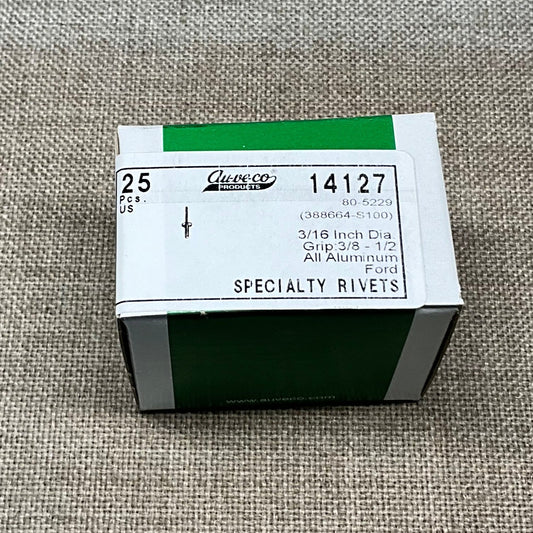 25
Pcs.
US
Au-ve-co
PRODUCTS
14127
80-5229
(388664-S100)
3/16 Inch Dia.
Grip:3/8 - 1/2
All Aluminum
Ford
SPECIALTY RIVETS
www.auveco.com